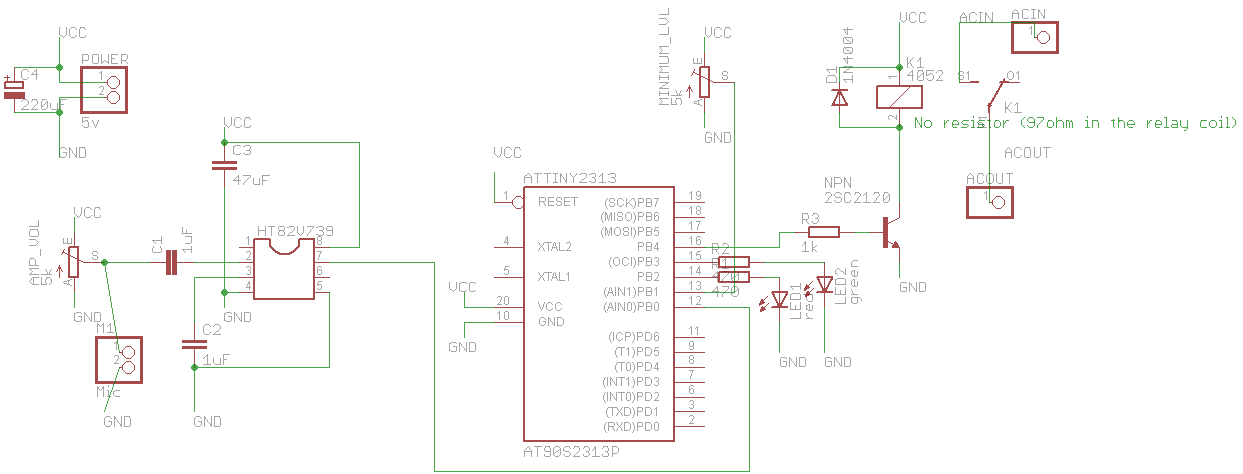 VCC
C4
+
220uF
POWER
1
2
5v
GND
VCC
C3
47uF
GND
VCC
AMP_VOL
5k
E
S
A
GND
C1
1uF
HT82V739
1
2
3
4
8
7
6
5
C2
1uF
GND
M1
1
2
Mic
GND
VCC
MINIMUM_LVL
5k
E
S
A
GND
VCC
ATTINY2313
1 RESET
4 XTAL2
5 XTAL1
VCC
20 VCC
10 GND
GND
(SCK)PB7 19
(MISO)PB6 18
(MOSI)PB5 17
PB4 16
(OCI)PB3 15
PB2 14
(AIN1)PB1 13
(AIN0)PB0 12
(ICP)PD6 11
(T1)PD5 9
(T0)PD4 8
(INT1)PD3 7
(INT0)PD2 6
(TXD)PD1 3
(RXD)PD0 2
AT90S2313P
R2
470
LED1
red
GND
LED2
green
GND
R3
1k
NPN
2SC2120
GND
VCC
D1
1N4004
K1
4052
1
2
No resistor (97ohm in the relay coil)
ACIN
ACIN
1
S1
O1
K1
ACOUT
ACOUT
1